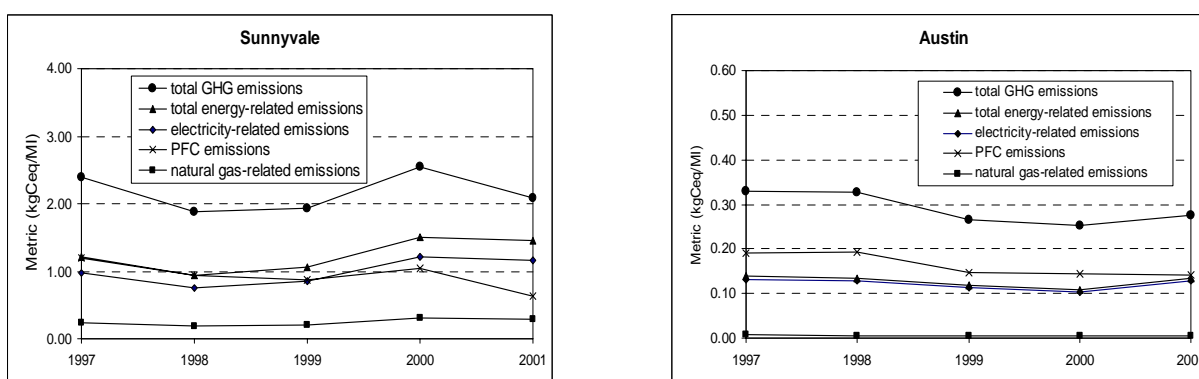 Sunnyvale
Metric (kgCeq/MI)
4.00
3.00
2.00
1.00
0.00
total GHG emissions
total energy-related emissions
electricity-related emissions
PFC emissions
natural gas-related emissions
1997 1998 1999 2000 2001
Austin
Metric (kgCeq/MI)
0.60
0.50
0.40
0.30
0.20
0.10
0.00
total GHG emissions
total energy-related emissions
electricity-related emissions
PFC emissions
natural gas-related emissions
1997 1998 1999 2000 200